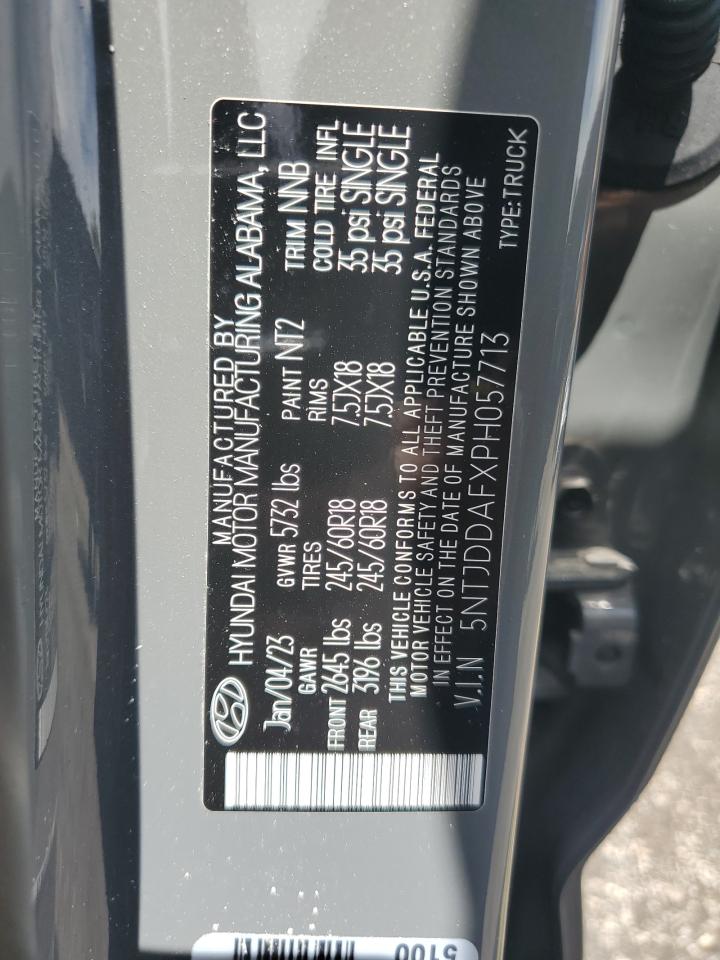 MANUFACTURED BY
HYUNDAI MOTOR MANUFACTURING ALABAMA, LLC
Jan/04/23 GVWR 5732 lbs PAINT NT2 TRIM NNB
GAWR TIRES RIMS COLD TIRE INFL
FRONT 2645 lbs 245/60R18 7.5JX18 35 psi SINGLE
REAR 3196 lbs 245/60R18 7.5JX18 35 psi SINGLE
THIS VEHICLE CONFORMS TO ALL APPLICABLE U.S.A. FEDERAL
MOTOR VEHICLE SAFETY AND THEFT PREVENTION STANDARDS
IN EFFECT ON THE DATE OF MANUFACTURE SHOWN ABOVE
V.I.N 5NTJDDAFXPH057713
TYPE:TRUCK
5100